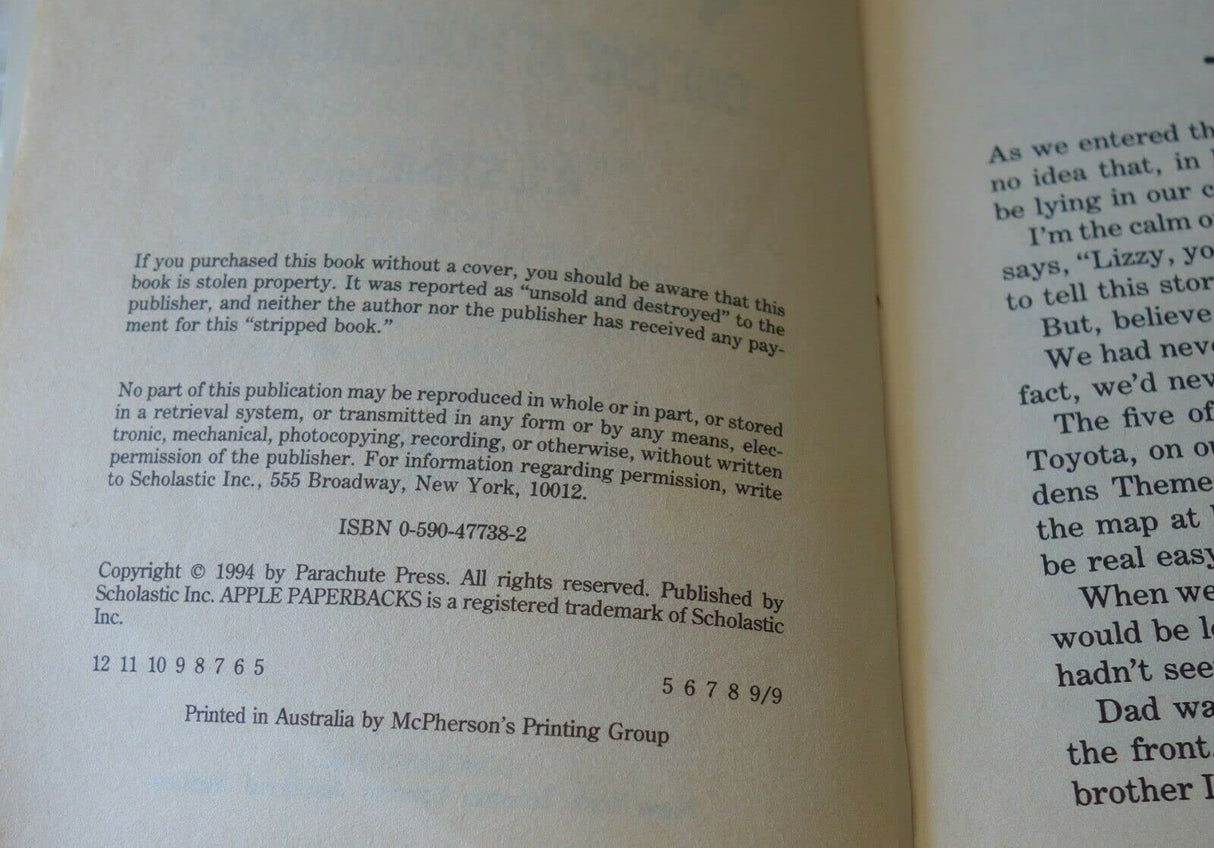 If you purchased this book without a cover, you should be aware that this
book is stolen property. It was reported as “unsold and destroyed” to the
publisher, and neither the author nor the publisher has received any pay-
ment for this “stripped book.”
No part of this publication may be reproduced in whole or in part, or stored
in a retrieval system, or transmitted in any form or by any means, elec-
tronic, mechanical, photocopying, recording, or otherwise, without written
permission of the publisher. For information regarding permission, write
to Scholastic Inc., 555 Broadway, New York, 10012.
ISBN 0-590-47738-2
Copyright © 1994 by Parachute Press. All rights reserved. Published by
Scholastic Inc. APPLE PAPERBACKS is a registered trademark of Scholastic
Inc.
12 11 10 9 8 7 6 5
5 6 7 8 9/9
Printed in Australia by McPherson's Printing Group
As we entered
no idea that, in
be lying in our
I'm the calm
says, “Lizzy,
to tell this
But, believe
We had
fact, we'd
The five of
Toyota, on
dens Theme
the map at
be real
When
would be
hadn't
Dad
the front
brother